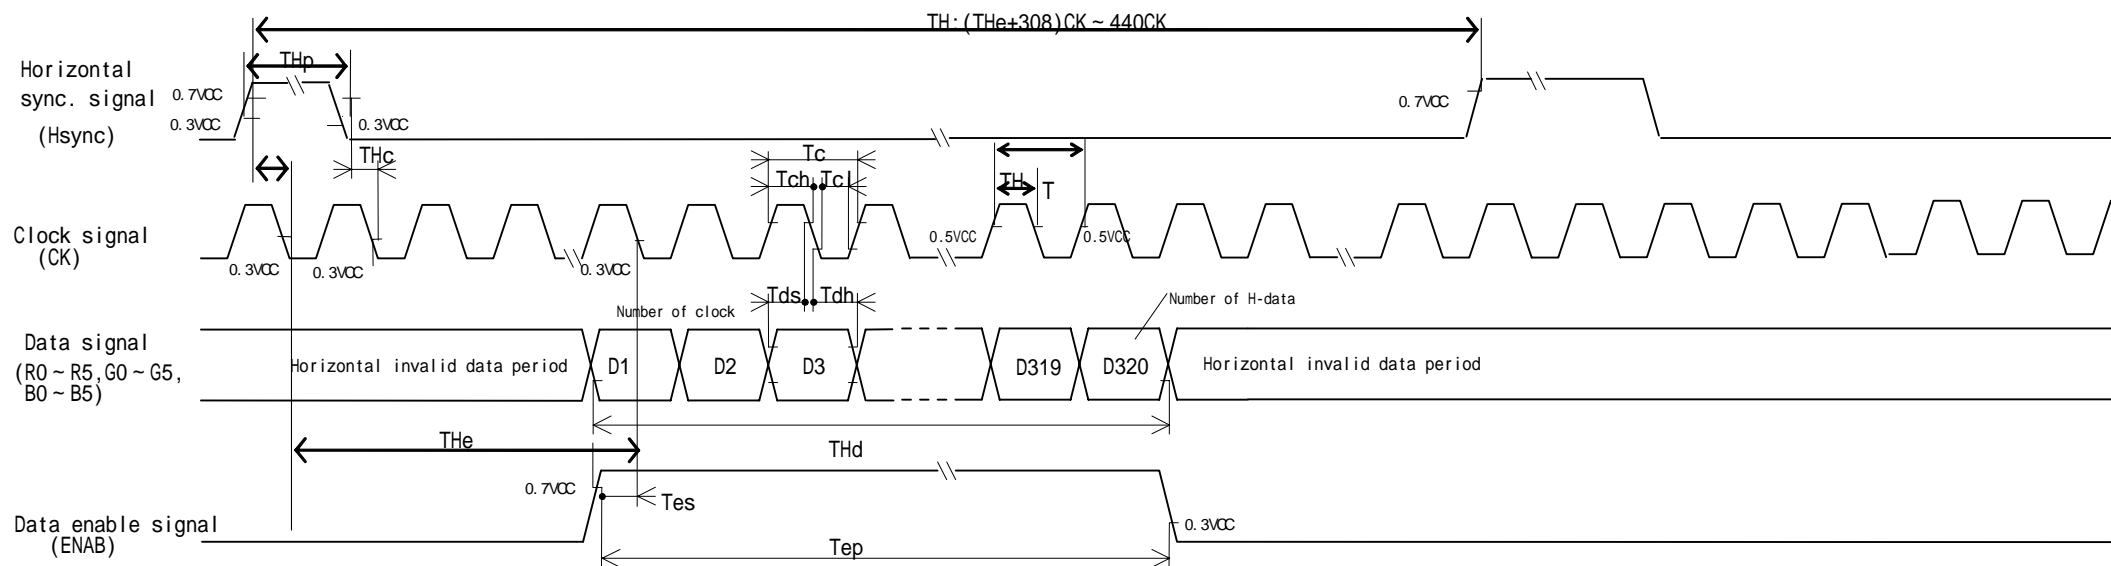 TH:(THe+308)CK~440CK
THp
Horizontal
sync. signal
(Hsync)
0.7VCC
0.3VCC
0.3VCC
0.7VCC
THc
Tc
Tch
Tcl
TH
T
Clock signal
(CK)
0.3VCC
0.3VCC
0.3VCC
0.5VCC
0.5VCC
Tds
Tdh
Number of clock
Number of H-data
Data signal
(R0~R5,G0~G5,
B0~B5)
Horizontal invalid data period
D1
D2
D3
D319
D320
Horizontal invalid data period
THe
THd
0.7VCC
Tes
Data enable signal
(ENAB)
0.3VCC
Tep